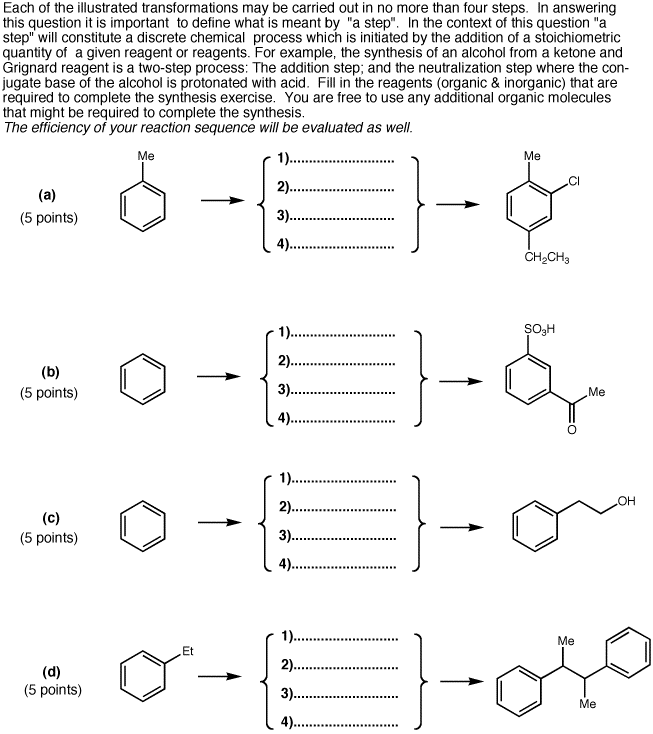 Each of the illustrated transformations may be carried out in no more than four steps. In answering
this question it is important to define what is meant by "a step". In the context of this question "a
step" will constitute a discrete chemical process which is initiated by the addition of a stoichiometric
quantity of a given reagent or reagents. For example, the synthesis of an alcohol from a ketone and
Grignard reagent is a two-step process: The addition step; and the neutralization step where the con-
jugate base of the alcohol is protonated with acid. Fill in the reagents (organic & inorganic) that are
required to complete the synthesis exercise. You are free to use any additional organic molecules
that might be required to complete the synthesis.
The efficiency of your reaction sequence will be evaluated as well.
(a)
(5 points)
Me
1)..............................
2)..............................
3)..............................
4)..............................
Me
Cl
CH₂CH₃
(b)
(5 points)
1)..............................
2)..............................
3)..............................
4)..............................
SO₃H
Me
O
(c)
(5 points)
1)..............................
2)..............................
3)..............................
4)..............................
OH
(d)
(5 points)
Et
1)..............................
2)..............................
3)..............................
4)..............................
Me
Me